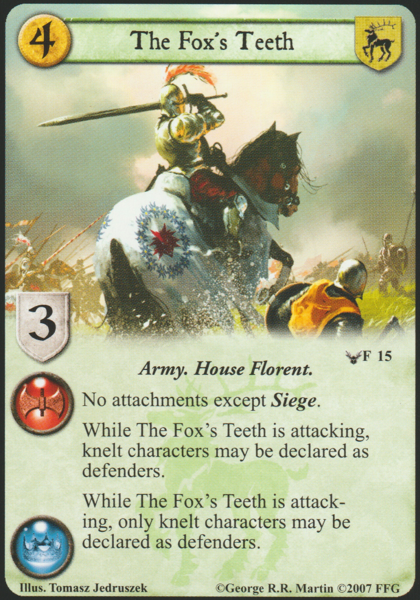 4
The Fox's Teeth
3
Army. House Florent.
F 15
No attachments except Siege.
While The Fox's Teeth is attacking,
knelt characters may be declared as
defenders.
While The Fox's Teeth is attack-
ing, only knelt characters may be
declared as defenders.
Illus. Tomasz Jedruszek
©George R.R. Martin ©2007 FFG